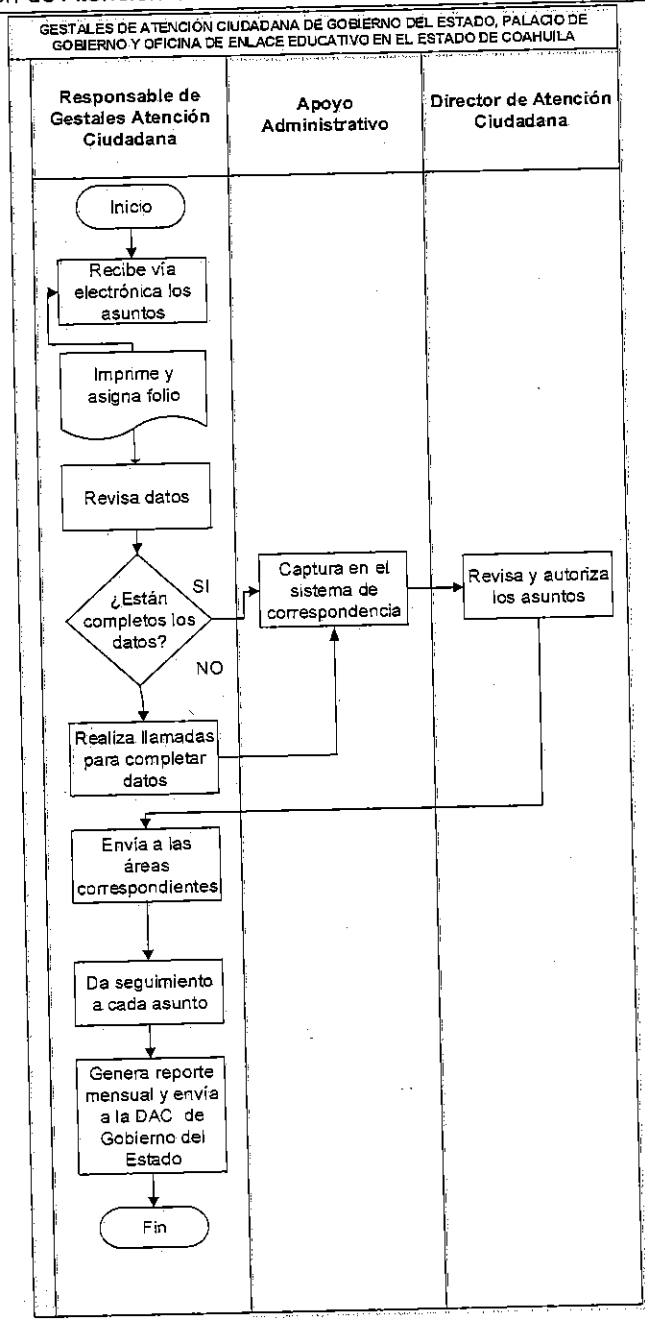 GESTALES DE ATENCIÓN CIUDADANA DE GOBIERNO DEL ESTADO, PALACIO DE
GOBIERNO Y OFICINA DE ENLACE EDUCATIVO EN EL ESTADO DE COAHUILA
Responsable de
Gestales Atención
Ciudadana
Apoyo
Administrativo
Director de Atención
Ciudadana
Inicio
Recibe vía
electrónica los
asuntos
Imprime y
asigna folio
Revisa datos
¿Están
completos los
datos?
SI
NO
Captura en el
sistema de
correspondencia
Revisa y autoriza
los asuntos
Realiza llamadas
para completar
datos
Envía a las
áreas
correspondientes
Da seguimiento
a cada asunto
Genera reporte
mensual y envía
a la DAC de
Gobierno del
Estado
Fin